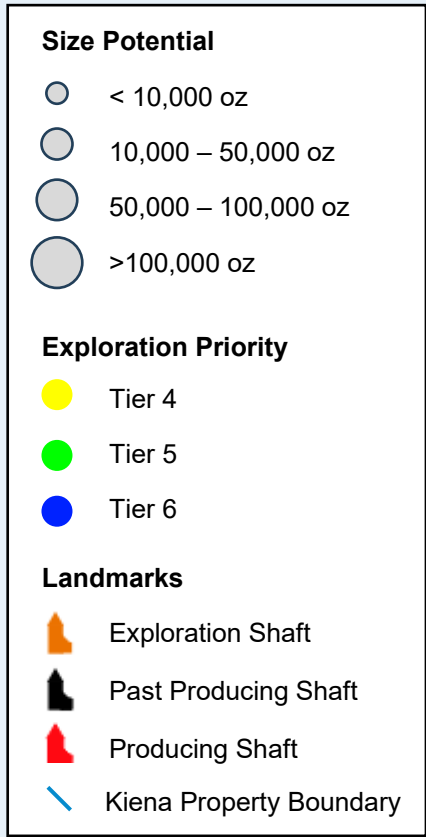 Size Potential
< 10,000 oz
10,000 – 50,000 oz
50,000 – 100,000 oz
>100,000 oz
Exploration Priority
Tier 4
Tier 5
Tier 6
Landmarks
Exploration Shaft
Past Producing Shaft
Producing Shaft
Kiena Property Boundary